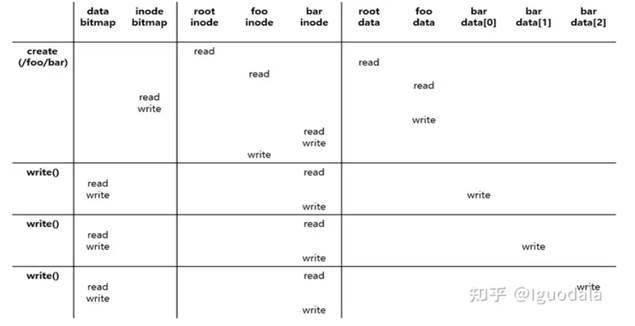 data inode root foo bar root foo bar bar bar
bitmap bitmap inode inode inode data data data[0] data[1] data[2]
create read
(/foo/bar) read
read
read
read
write write
read
write
write
write() read read
write write
write
write() read read
write write
write
write() read read
write write
write
知乎 @Iguodala